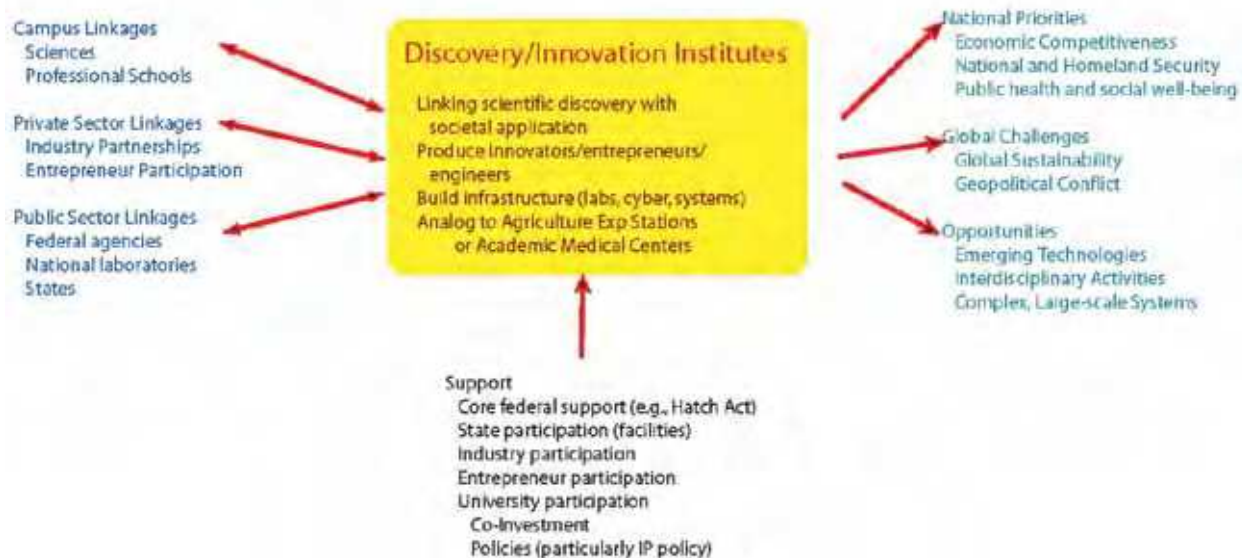 Campus Linkages
Sciences
Professional Schools
Private Sector Linkages
Industry Partnerships
Entrepreneur Participation
Public Sector Linkages
Federal agencies
National laboratories
States
Discovery/Innovation Institutes
Linking scientific discovery with
societal application
Produce innovators/entrepreneurs/
engineers
Build infrastructure (labs, cyber, systems)
Analog to Agriculture Exp Stations
or Academic Medical Centers
National Priorities
Economic Competitiveness
National and Homeland Security
Public health and social well-being
Global Challenges
Global Sustainability
Geopolitical Conflict
Opportunities
Emerging Technologies
Interdisciplinary Activities
Complex, Large-scale Systems
Support
Core federal support (e.g., Hatch Act)
State participation (facilities)
Industry participation
Entrepreneur participation
University participation
Co-Investment
Policies (particularly IP policy)